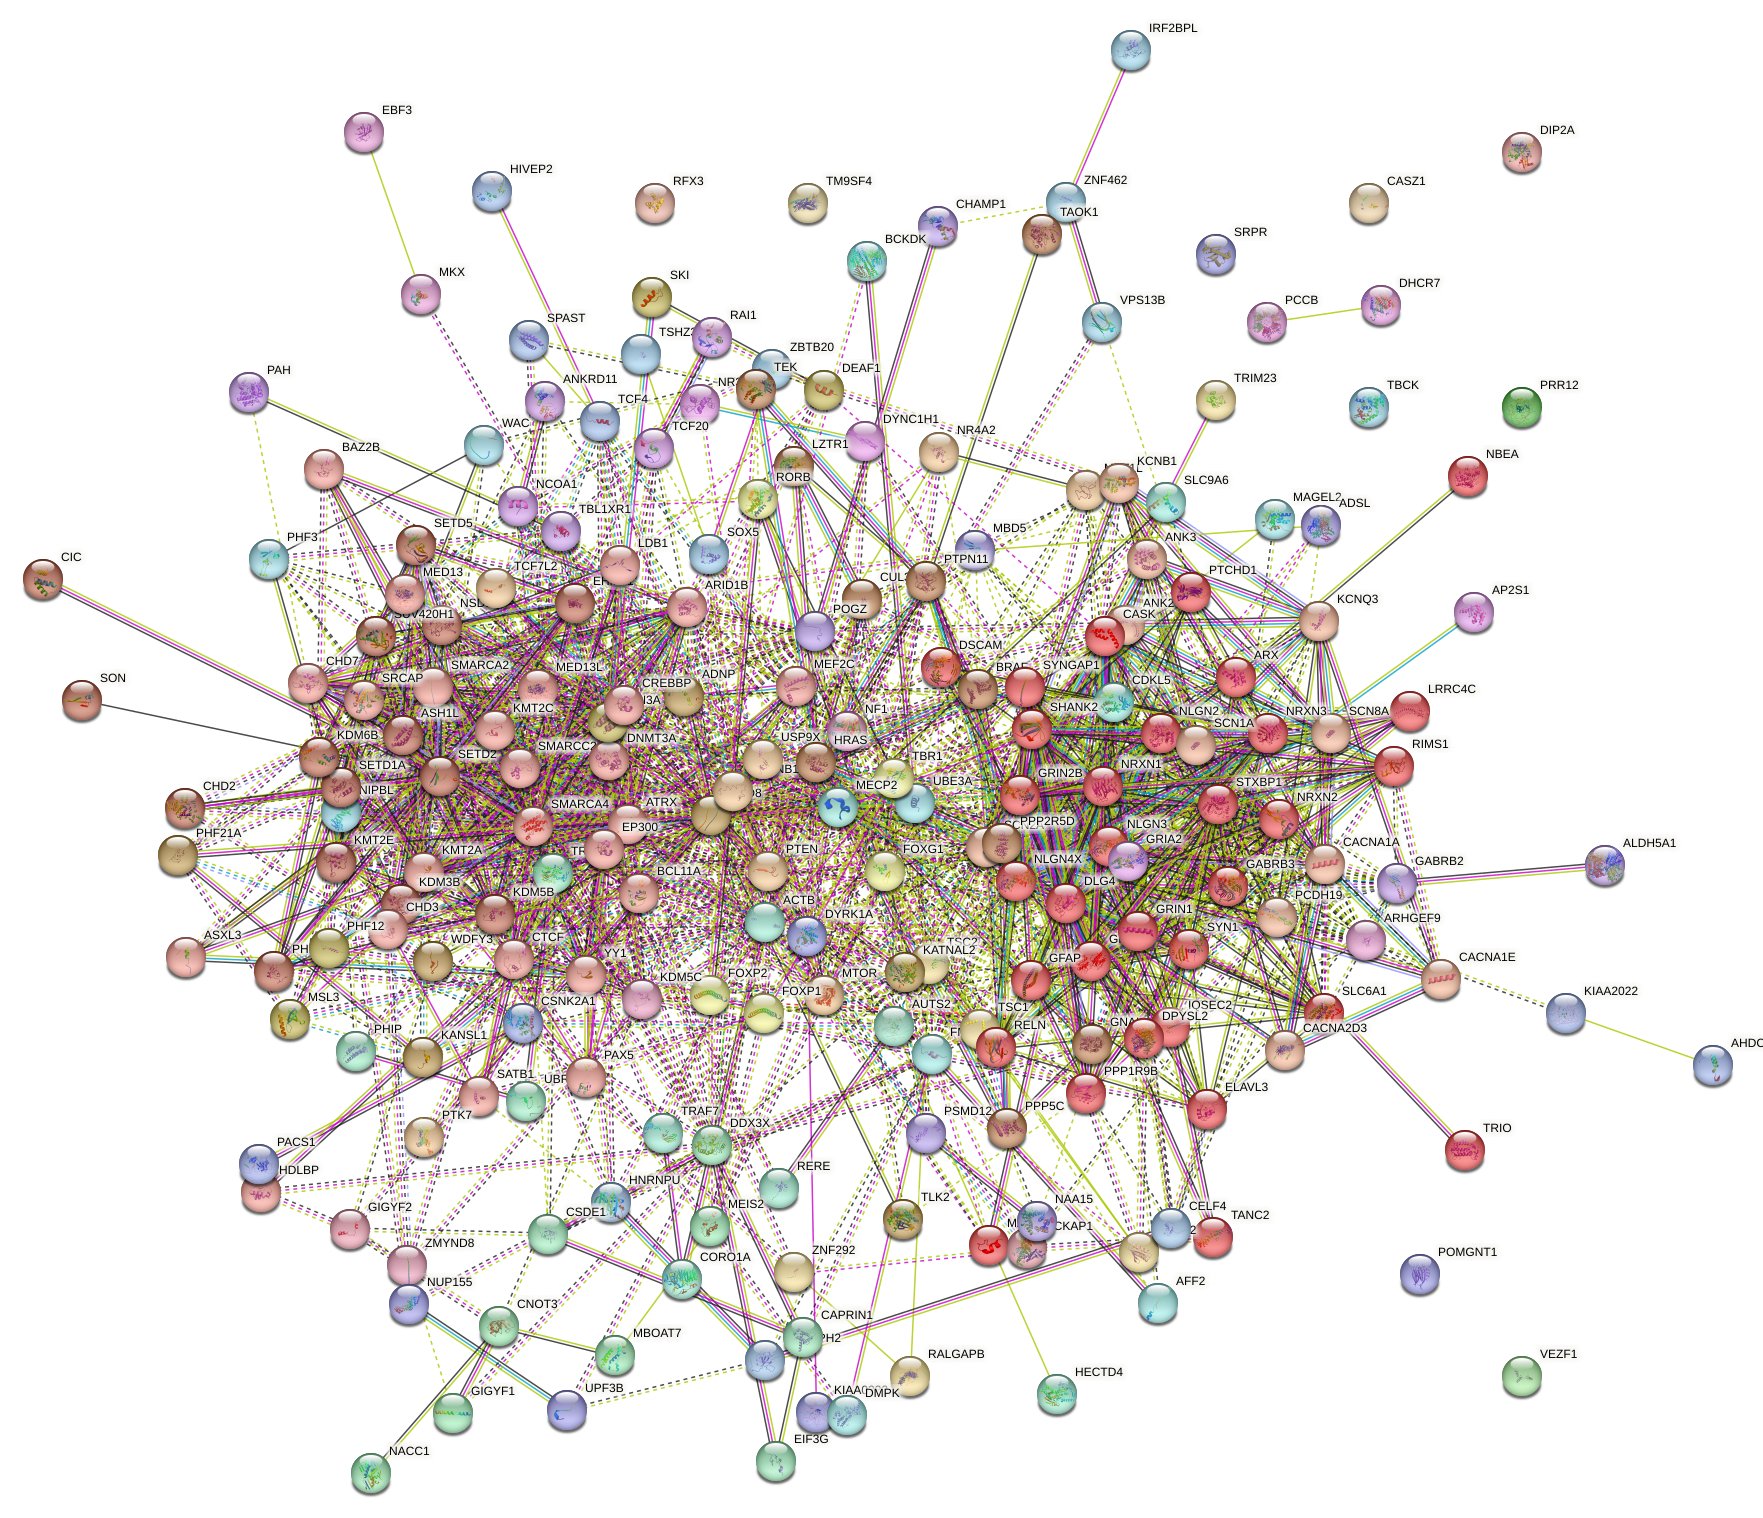 IRF2BPL
EBF3
DIP2A
HIVEP2
RFX3
TM9SF4
ZNF462
CASZ1
TAOK1
CHAMP1
BCKDK
SRPR
SKI
MKX
DHCR7
PCCB
VPS13B
SPAST
RAI1
ZBTB20
TEK
DEAF1
ANKRD11
PAH
TRIM23
TBCK
PRR12
TCF4
WAC
TCF20
DYNC1H1
LZTR1
NR4A2
BAZ2B
KCNB1
NBEA
RORB
NCOA1
SLC9A6
MAGEL2
ADSL
TBL1XR1
SETD5
SOX5
MBD5
ANK3
PHF3
LDB1
PTPN11
CIC
MED13
TCF7L2
PTCHD1
ARID1B
POGZ
CASK
ANK2
KCNQ3
AP2S1
DSCAM
CHD7
SMARCA2
MED13L
ADNP
MEF2C
SYNGAP1
ARX
SRCAP
CREBBP
CDKL5
SON
LRRC4C
ASH1L
KMT2C
NF1
SHANK2
NLGN2
NRXN3
SCN8A
SCN1A
KDM6B
SMARCC2
DNMT3A
USP9X
HRAS
TBR1
RIMS1
SETD2
SETD1A
GRIN2B
NRXN1
STXBP1
CHD2
NIPBL
MECP2
UBE3A
NRXN2
SMARCA4
ATRX
EP300
PPP2R5D
NLGN3
GRIA2
PHF21A
KMT2E
KMT2A
PTEN
FOXG1
CACNA1A
ALDH5A1
NLGN4X
GABRB3
GABRB2
KDM3B
BCL11A
DLG4
PCDH19
KDM5B
ACTB
DYRK1A
GRIN1
ARHGEF9
CHD3
ASXL3
PHF12
WDFY3
CTCF
YY1
SYN1
KATNAL2
GFAP
CACNA1E
MSL3
KDM5C
FOXP2
MTOR
FOXP1
AUTS2
TSC1
SLC6A1
KIAA2022
CSNK2A1
RELN
DPYSL2
CACNA2D3
PHIP
KANSL1
PAX5
SATB1
PPP1R9B
ELAVL3
PTK7
TRAF7
DDX3X
PSMD12
PPP5C
TRIO
PACS1
HDLBP
RERE
HNRNPU
GIGYF2
CSDE1
MEIS2
TLK2
NAA15
CELF4
TANC2
CKAP1
ZMYND8
CORO1A
ZNF292
POMGNT1
NUP155
AFF2
CNOT3
CAPRIN1
MBOAT7
RALGAPB
VEZF1
GIGYF1
UPF3B
DMPK
HECTD4
NACC1
EIF3G